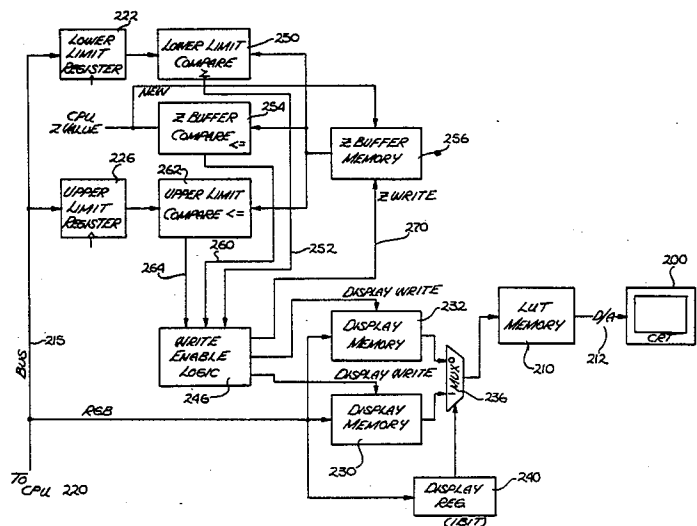 222
LOWER
LIMIT
REGISTER
LOWER LIMIT
COMPARE
>
250
NEW
CPU
Z VALUE
254
Z BUFFER
COMPARE <=
Z BUFFER
MEMORY
256
226
UPPER
LIMIT
REGISTER
262
UPPER LIMIT
COMPARE <=
Z WRITE
260
252
270
264
200
CRT
DISPLAY WRITE
232
DISPLAY
MEMORY
LUT
MEMORY
210
D/A
212
215
BUS
WRITE
ENABLE
LOGIC
246
DISPLAY WRITE
0
MUX
1
236
RGB
DISPLAY
MEMORY
230
TO
CPU 220
240
DISPLAY
REG.
(1BIT)